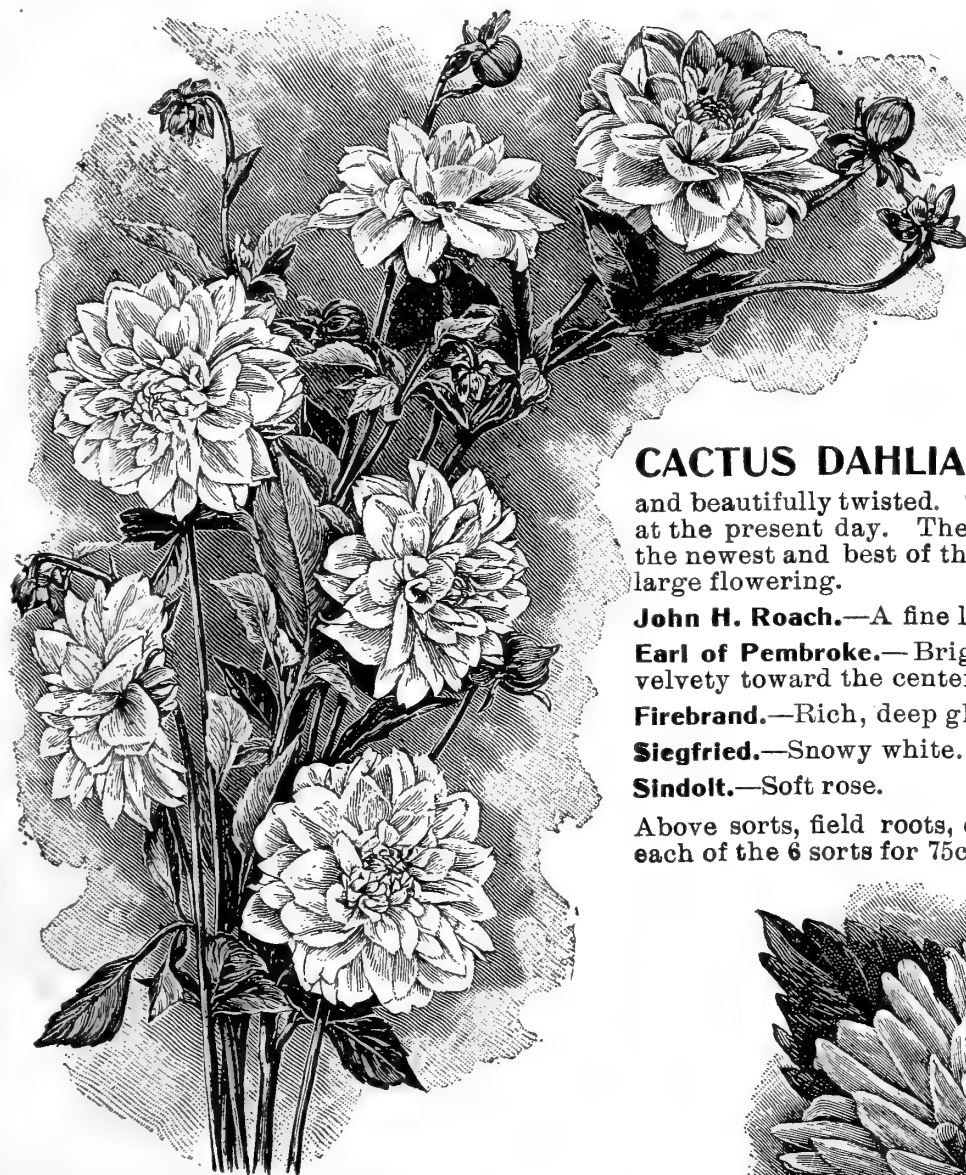 CACTUS DAHLIA
and beautifully twisted.
at the present day. The
the newest and best of th
large flowering.
John H. Roach.—A fine l
Earl of Pembroke.—Brig
velvety toward the center
Firebrand.—Rich, deep gl
Siegfried.—Snowy white.
Sindolt.—Soft rose.
Above sorts, field roots,
each of the 6 sorts for 75c